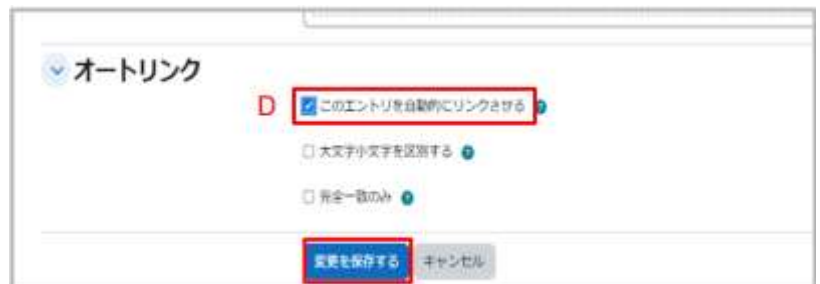 オートリンク
D このエントリを自動的にリンクさせる ?
大文字小文字を区別する ?
完全一致のみ ?
変更を保存する キャンセル